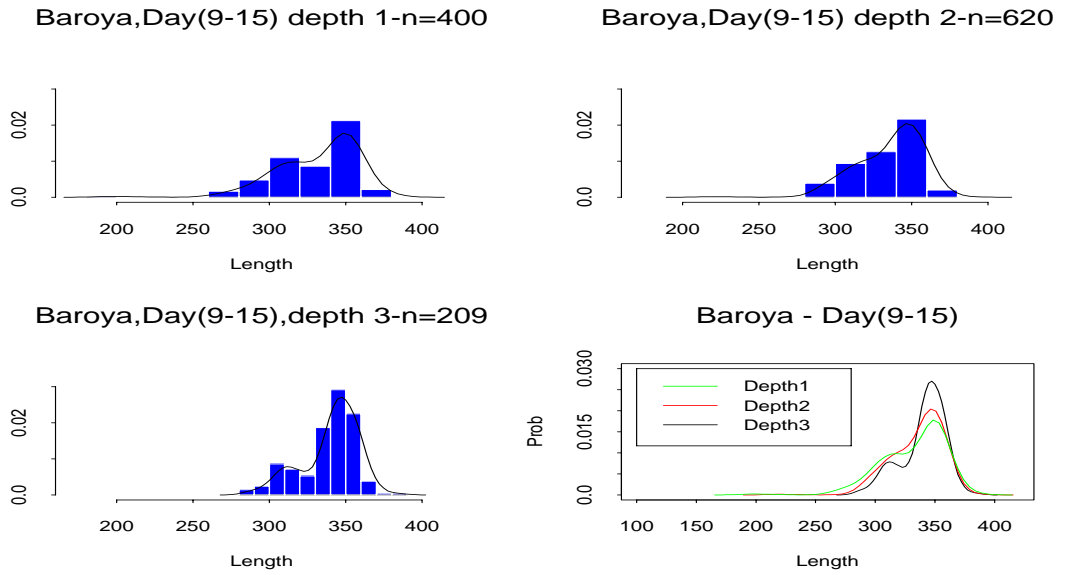 Baroya,Day(9-15) depth 1-n=400
0.0 0.02
200 250 300 350 400
Length
Baroya,Day(9-15) depth 2-n=620
0.0 0.02
200 250 300 350 400
Length
Baroya,Day(9-15),depth 3-n=209
0.0 0.02
200 250 300 350 400
Length
Baroya - Day(9-15)
Prob
0.0 0.015 0.030
Depth1
Depth2
Depth3
100 150 200 250 300 350 400
Length